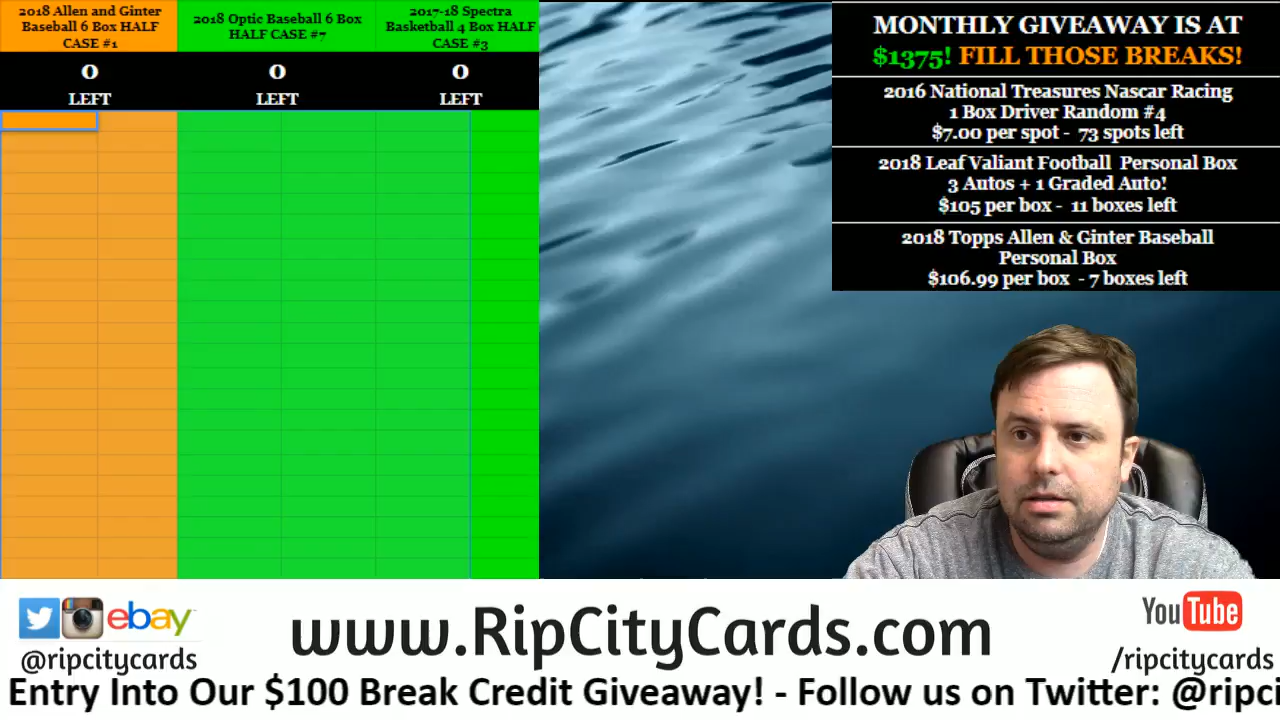 2018 Allen and Ginter
Baseball 6 Box HALF
CASE #1
0
LEFT
2018 Optic Baseball 6 Box
HALF CASE #7
0
LEFT
2017-18 Spectra
Basketball 4 Box HALF
CASE #3
0
LEFT
MONTHLY GIVEAWAY IS AT
$1375! FILL THOSE BREAKS!
2016 National Treasures Nascar Racing
1 Box Driver Random #4
$7.00 per spot - 73 spots left
2018 Leaf Valiant Football Personal Box
3 Autos + 1 Graded Auto!
$105 per box - 11 boxes left
2018 Topps Allen & Ginter Baseball
Personal Box
$106.99 per box - 7 boxes left
ebay
@ripcitycards
www.RipCityCards.com
YouTube
/ripcitycards
Entry Into Our $100 Break Credit Giveaway! - Follow us on Twitter: @ripci